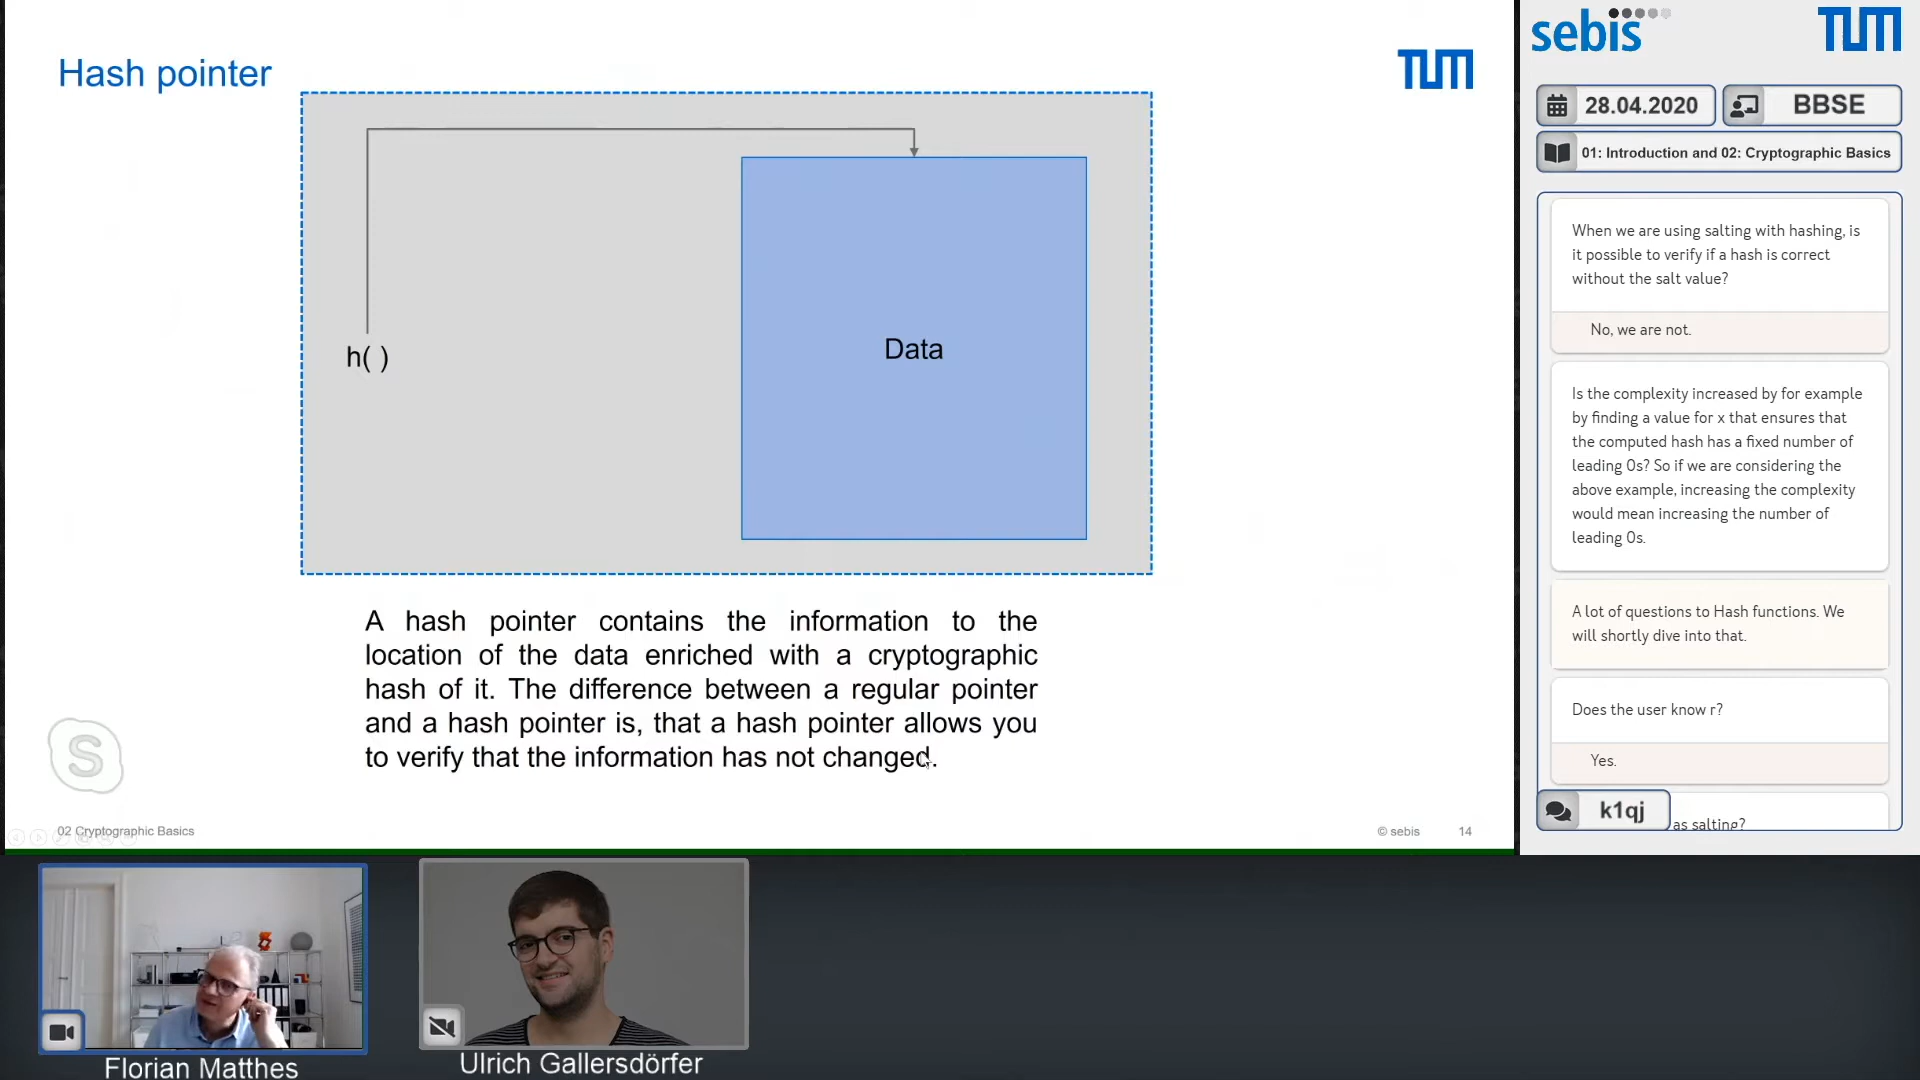 Hash pointer
TUM
h( )
Data
A hash pointer contains the information to the
location of the data enriched with a cryptographic
hash of it. The difference between a regular pointer
and a hash pointer is, that a hash pointer allows you
to verify that the information has not changed.
S
02 Cryptographic Basics
© sebis
14
sebis
TUM
28.04.2020
BBSE
01: Introduction and 02: Cryptographic Basics
When we are using salting with hashing, is
it possible to verify if a hash is correct
without the salt value?
No, we are not.
Is the complexity increased by for example
by finding a value for x that ensures that
the computed hash has a fixed number of
leading 0s? So if we are considering the
above example, increasing the complexity
would mean increasing the number of
leading 0s.
A lot of questions to Hash functions. We
will shortly dive into that.
Does the user know r?
Yes.
k1qj
as salting?
Florian Matthes
Ulrich Gallersdörfer